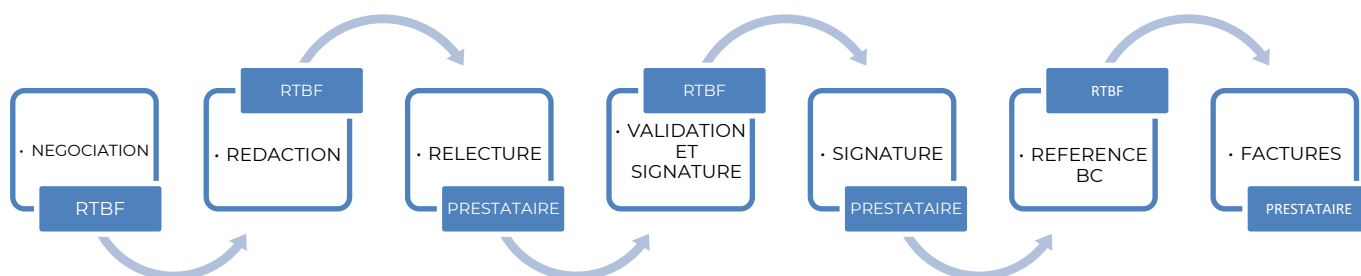 · NEGOCIATION
RTBF
RTBF
· REDACTION
· RELECTURE
PRESTATAIRE
RTBF
· VALIDATION
ET
SIGNATURE
· SIGNATURE
PRESTATAIRE
RTBF
· REFERENCE
BC
· FACTURES
PRESTATAIRE